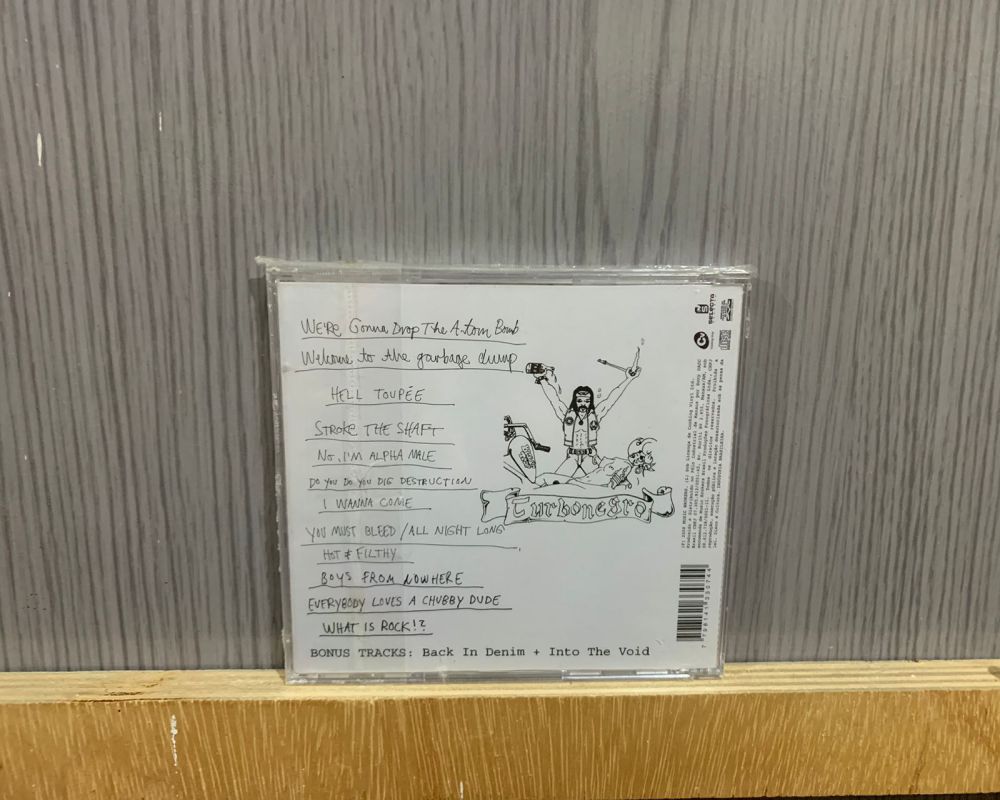 WE'RE Gonna Drop The A-tom Bomb
Welcome to the garbage dump
HELL TOUPÉE
STROKE THE SHAFT
NO, I'M ALPHA MALE
DO YOU DO YOU DIG DESTRUCTION
I WANNA COME
YOU MUST BLEED / ALL NIGHT LONG
HOT & FILTHY
BOYS FROM NOWHERE
EVERYBODY LOVES A CHUBBY DUDE
WHAT IS ROCK!?
BONUS TRACKS: Back In Denim + Into The Void
Turbonegro